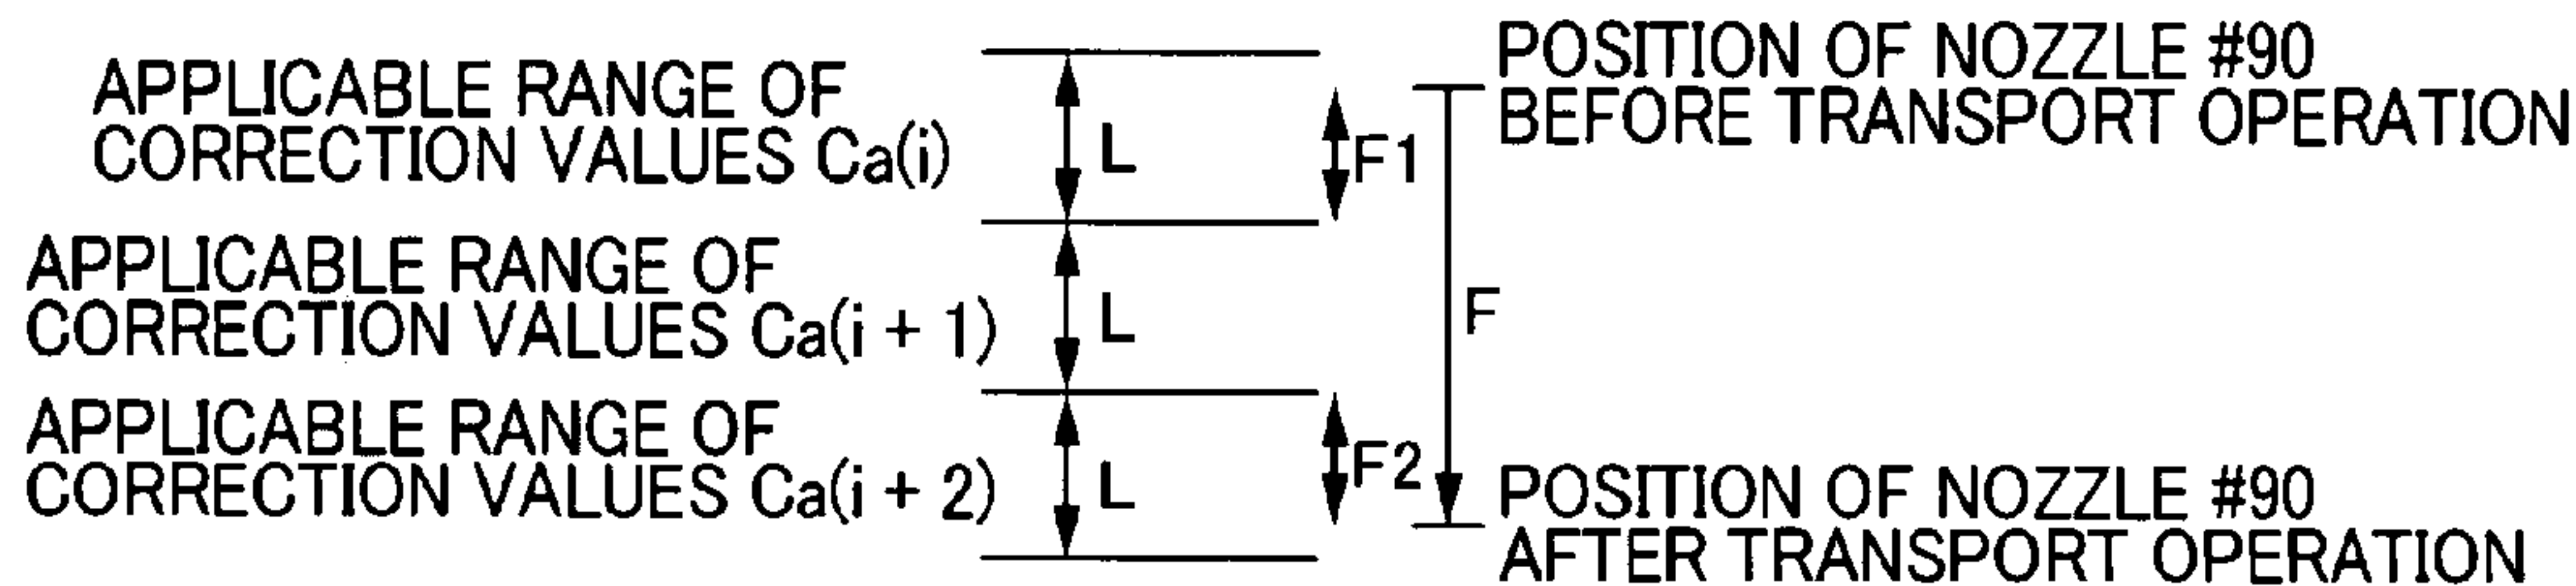 APPLICABLE RANGE OF
CORRECTION VALUES Ca(i)
L
F1
POSITION OF NOZZLE #90
BEFORE TRANSPORT OPERATION
APPLICABLE RANGE OF
CORRECTION VALUES Ca(i + 1)
L
F
APPLICABLE RANGE OF
CORRECTION VALUES Ca(i + 2)
L
F2
POSITION OF NOZZLE #90
AFTER TRANSPORT OPERATION